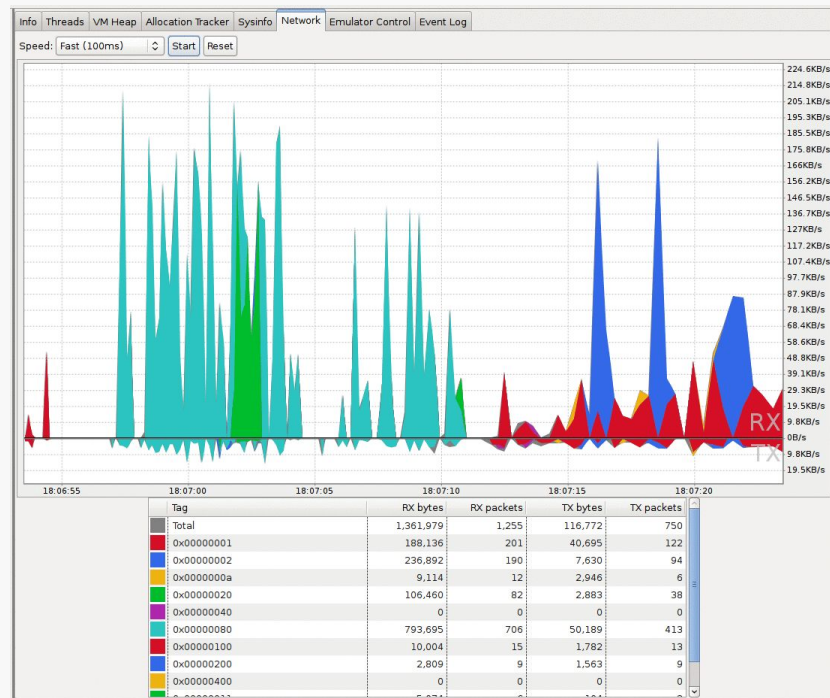 Info Threads VM Heap Allocation Tracker Sysinfo Network Emulator Control Event Log
Speed: Fast (100ms) Start Reset
224.6KB/s
214.8KB/s
205.1KB/s
195.3KB/s
185.5KB/s
175.8KB/s
166KB/s
156.2KB/s
146.5KB/s
136.7KB/s
127KB/s
117.2KB/s
107.4KB/s
97.7KB/s
87.9KB/s
78.1KB/s
68.4KB/s
58.6KB/s
48.8KB/s
39.1KB/s
29.3KB/s
19.5KB/s
RX 9.8KB/s
0B/s
TX 9.8KB/s
19.5KB/s
18:06:55 18:07:00 18:07:05 18:07:10 18:07:15 18:07:20
Tag RX bytes RX packets TX bytes TX packets
Total 1,361,979 1,255 116,772 750
0x00000001 188,136 201 40,695 122
0x00000002 236,892 190 7,630 94
0x0000000a 9,114 12 2,946 6
0x00000020 106,460 82 2,883 38
0x00000040 0 0 0 0
0x00000080 793,695 706 50,189 413
0x00000100 10,004 15 1,782 13
0x00000200 2,809 9 1,563 9
0x00000400 0 0 0 0